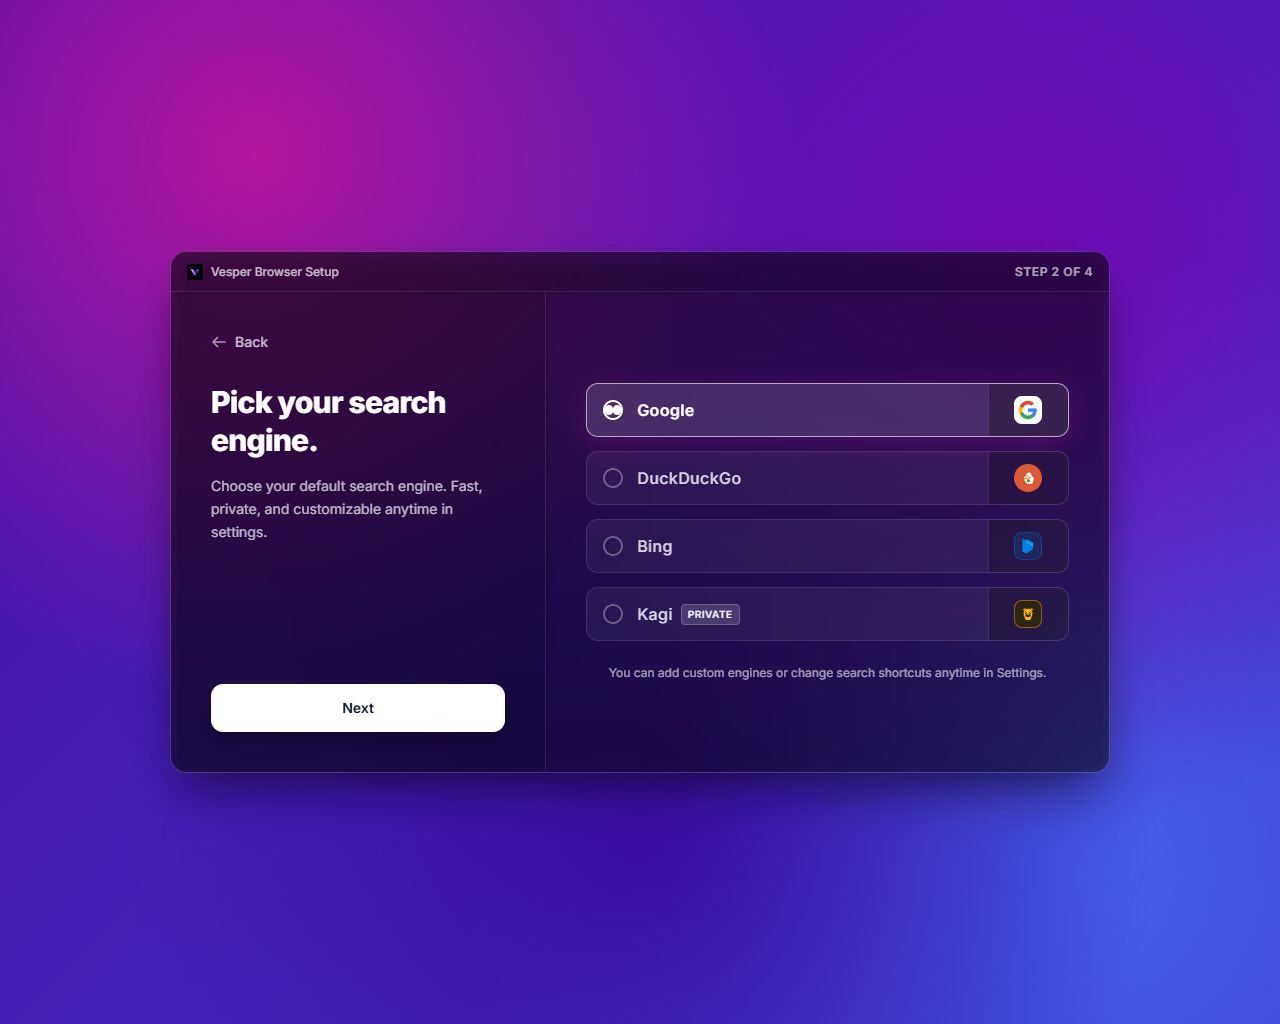 Vesper Browser Setup
STEP 2 OF 4
Back
Pick your search
engine.
Choose your default search engine. Fast,
private, and customizable anytime in
settings.
Next
Google
DuckDuckGo
Bing
Kagi PRIVATE
You can add custom engines or change search shortcuts anytime in Settings.